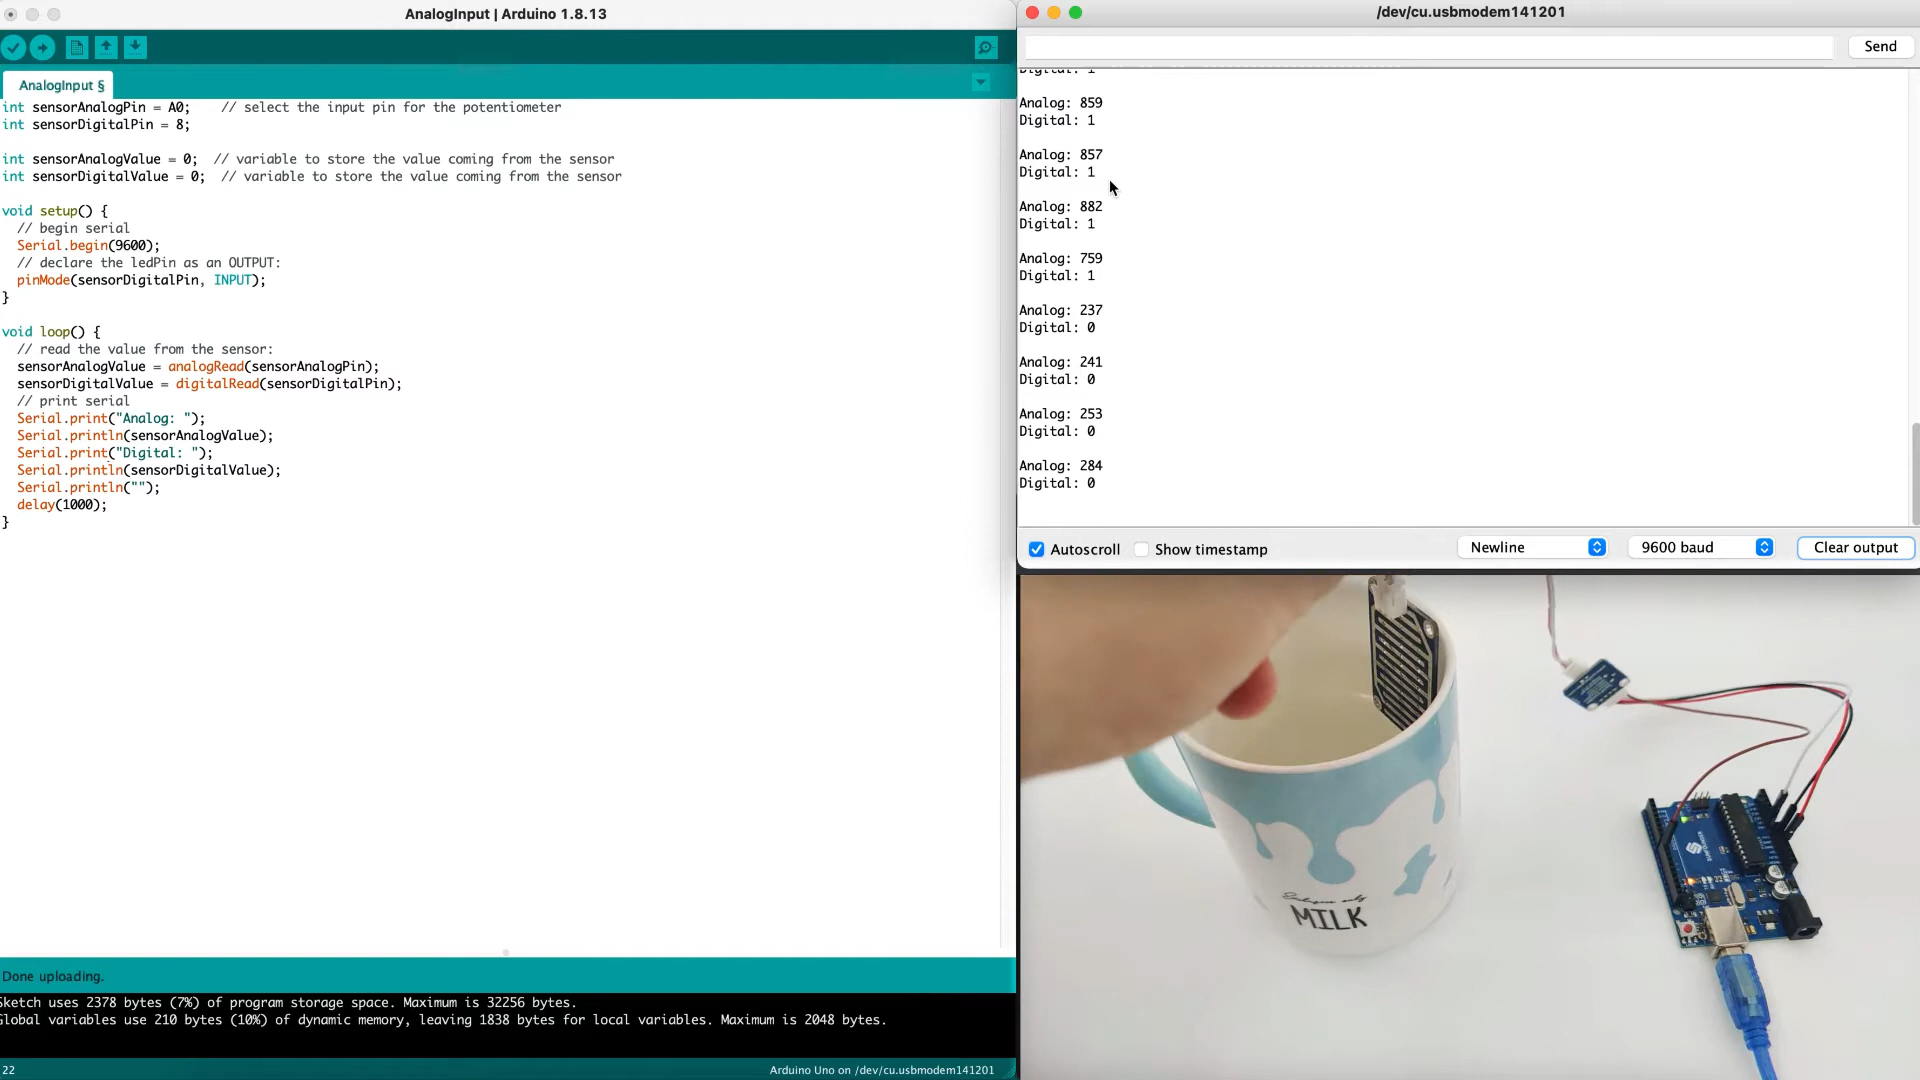 AnalogInput | Arduino 1.8.13
AnalogInput §
int sensorAnalogPin = A0;    // select the input pin for the potentiometer
int sensorDigitalPin = 8;
int sensorAnalogValue = 0;  // variable to store the value coming from the sensor
int sensorDigitalValue = 0;  // variable to store the value coming from the sensor
void setup() {
  // begin serial
  Serial.begin(9600);
  // declare the ledPin as an OUTPUT:
  pinMode(sensorDigitalPin, INPUT);
}
void loop() {
  // read the value from the sensor:
  sensorAnalogValue = analogRead(sensorAnalogPin);
  sensorDigitalValue = digitalRead(sensorDigitalPin);
  // print serial
  Serial.print("Analog: ");
  Serial.println(sensorAnalogValue);
  Serial.print("Digital: ");
  Serial.println(sensorDigitalValue);
  Serial.println("");
  delay(1000);
}
Done uploading.
Sketch uses 2378 bytes (7%) of program storage space. Maximum is 32256 bytes.
Global variables use 210 bytes (10%) of dynamic memory, leaving 1838 bytes for local variables. Maximum is 2048 bytes.
22
Arduino Uno on /dev/cu.usbmodem141201
/dev/cu.usbmodem141201
Send
Digital: 1
Analog: 859
Digital: 1
Analog: 857
Digital: 1
Analog: 882
Digital: 1
Analog: 759
Digital: 1
Analog: 237
Digital: 0
Analog: 241
Digital: 0
Analog: 253
Digital: 0
Analog: 284
Digital: 0
Autoscroll
Show timestamp
Newline
9600 baud
Clear output
MILK